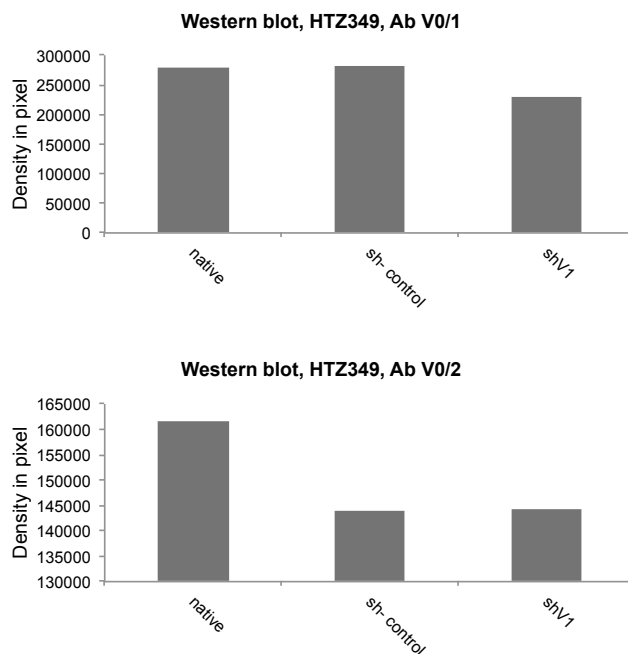 Western blot, HTZ349, Ab V0/1
Density in pixel
300000
250000
200000
150000
100000
50000
0
native
sh- control
shV1
Western blot, HTZ349, Ab V0/2
Density in pixel
165000
160000
155000
150000
145000
140000
135000
130000
native
sh- control
shV1